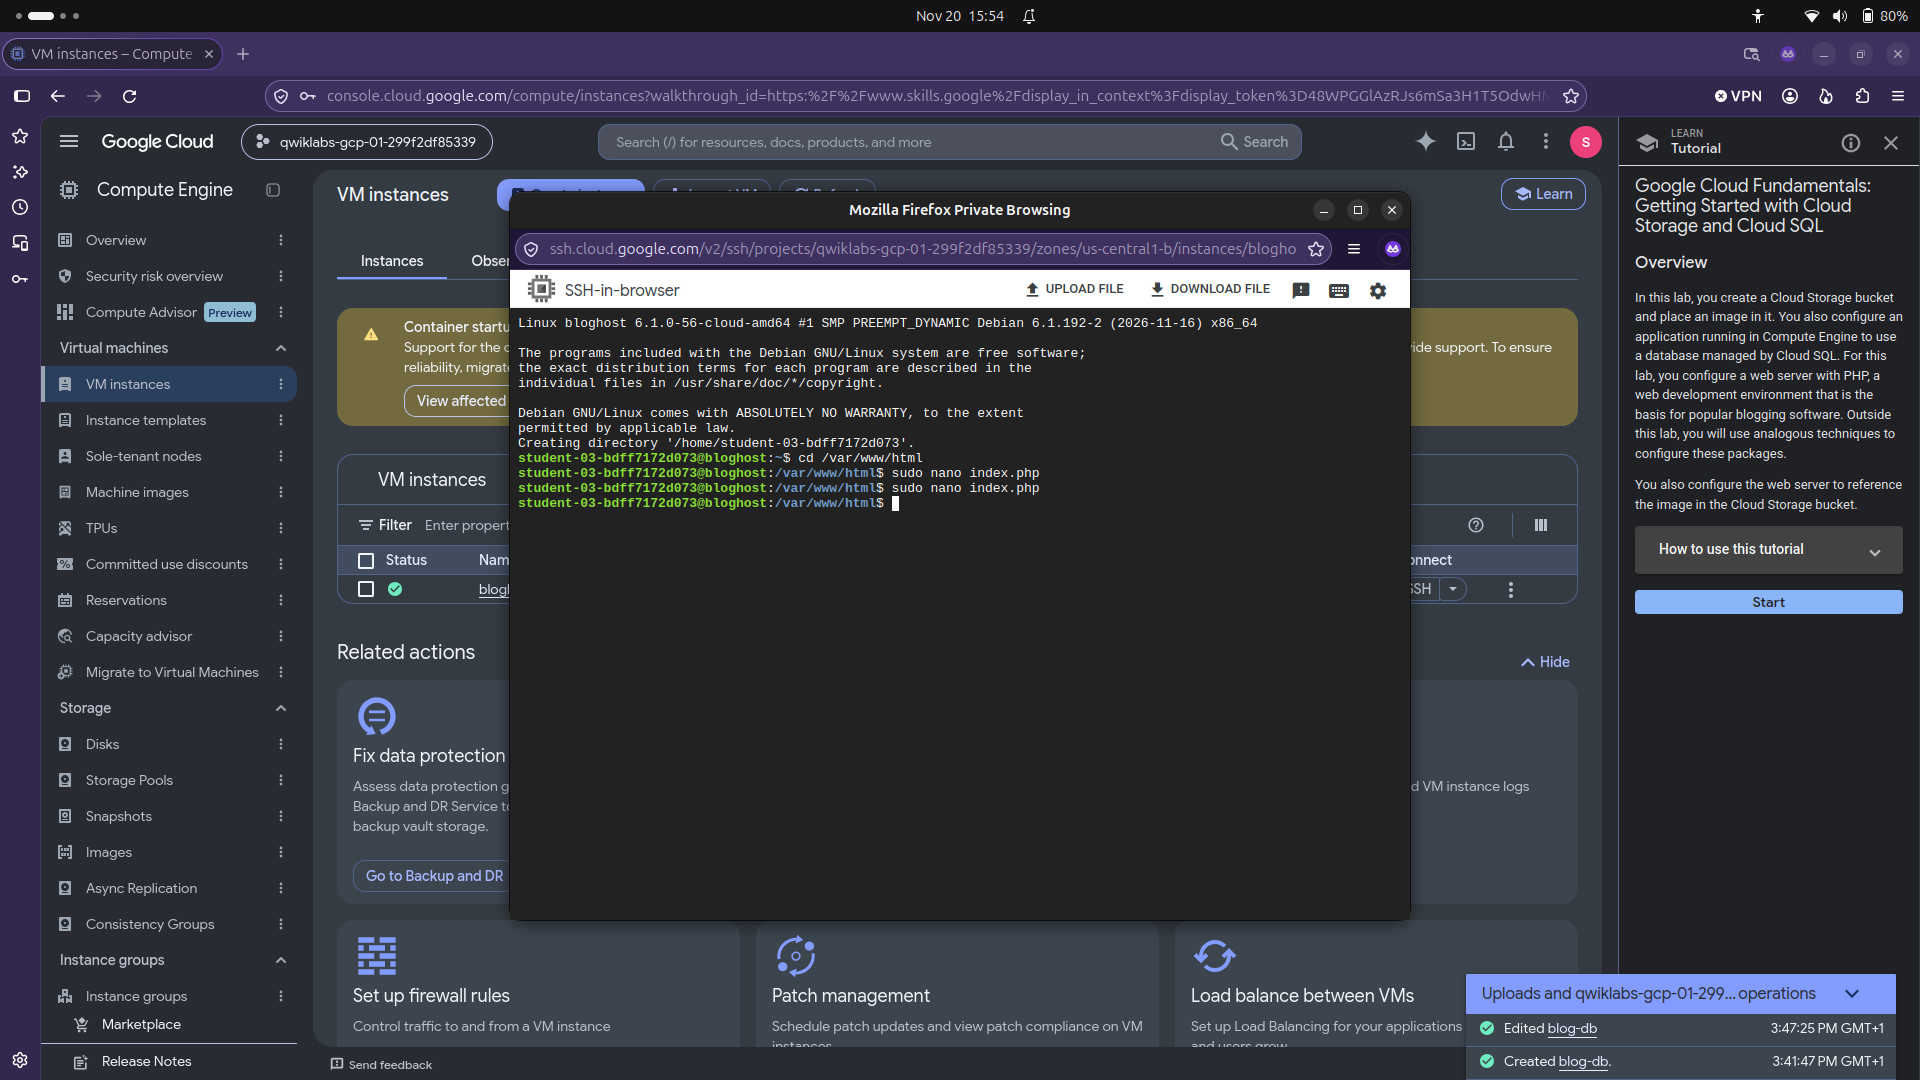 Nov 20 15:54
80%
VM instances – Compute
console.cloud.google.com/compute/instances?walkthrough_id=https:%2F%2Fwww.skills.google%2Fdisplay_in_context%3Fdisplay_token%3D48WPGGlAzRJs6mSa3H1T5OdwHM
VPN
Google Cloud
qwiklabs-gcp-01-299f2df85339
Search (/) for resources, docs, products, and more
Search
S
Compute Engine
Overview
Security risk overview
Compute Advisor
Preview
Virtual machines
VM instances
Instance templates
Sole-tenant nodes
Machine images
TPUs
Committed use discounts
Reservations
Capacity advisor
Migrate to Virtual Machines
Storage
Disks
Storage Pools
Snapshots
Images
Async Replication
Consistency Groups
Instance groups
Instance groups
Marketplace
Release Notes
VM instances
Learn
Instances
Obser
Container startu
Support for the c
reliability, migrat
ide support. To ensure
View affected
VM instances
Filter
Enter propert
Status
Nam
onnect
blogl
SSH
Related actions
Hide
Fix data protection
Assess data protection g
Backup and DR Service to
backup vault storage.
Go to Backup and DR
d VM instance logs
Set up firewall rules
Control traffic to and from a VM instance
Patch management
Schedule patch updates and view patch compliance on VM
instances
Load balance between VMs
Set up Load Balancing for your applications
and users grow
Send feedback
Mozilla Firefox Private Browsing
ssh.cloud.google.com/v2/ssh/projects/qwiklabs-gcp-01-299f2df85339/zones/us-central1-b/instances/blogho
SSH-in-browser
UPLOAD FILE
DOWNLOAD FILE
Linux bloghost 6.1.0-56-cloud-amd64 #1 SMP PREEMPT_DYNAMIC Debian 6.1.192-2 (2026-11-16) x86_64
The programs included with the Debian GNU/Linux system are free software;
the exact distribution terms for each program are described in the
individual files in /usr/share/doc/*/copyright.
Debian GNU/Linux comes with ABSOLUTELY NO WARRANTY, to the extent
permitted by applicable law.
Creating directory '/home/student-03-bdff7172d073'.
student-03-bdff7172d073@bloghost:~$ cd /var/www/html
student-03-bdff7172d073@bloghost:/var/www/html$ sudo nano index.php
student-03-bdff7172d073@bloghost:/var/www/html$ sudo nano index.php
student-03-bdff7172d073@bloghost:/var/www/html$
LEARN
Tutorial
Google Cloud Fundamentals:
Getting Started with Cloud
Storage and Cloud SQL
Overview
In this lab, you create a Cloud Storage bucket
and place an image in it. You also configure an
application running in Compute Engine to use
a database managed by Cloud SQL. For this
lab, you configure a web server with PHP, a
web development environment that is the
basis for popular blogging software. Outside
this lab, you will use analogous techniques to
configure these packages.
You also configure the web server to reference
the image in the Cloud Storage bucket.
How to use this tutorial
Start
Uploads and qwiklabs-gcp-01-299... operations
Edited blog-db
3:47:25 PM GMT+1
Created blog-db.
3:41:47 PM GMT+1